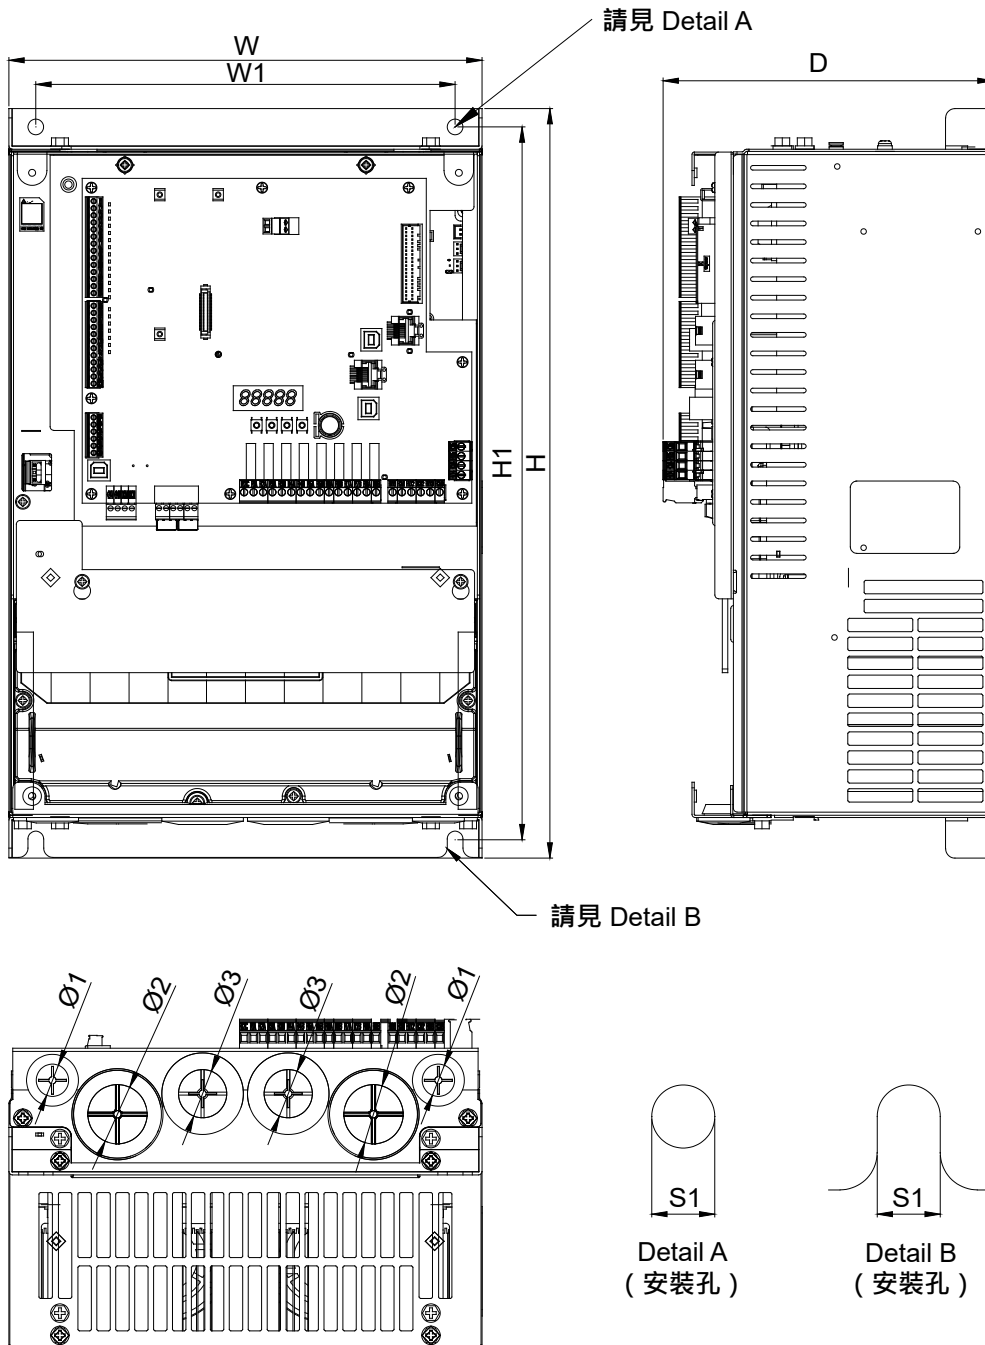 請見 Detail A
W
W1
D
H1
H
88888
請見 Detail B
Ø1
Ø2
Ø3
Ø3
Ø2
Ø1
S1
S1
Detail A
(安裝孔)
Detail B
(安裝孔)